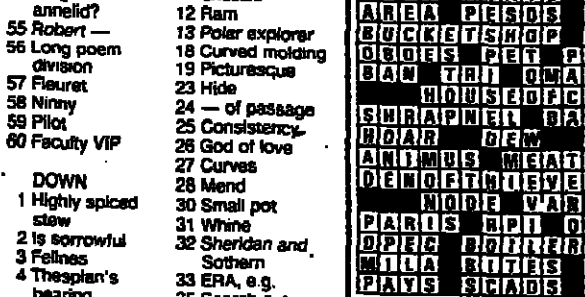 annelid?
55 Robert —
56 Long poem
division
57 Fleuret
58 Ninny
59 Pilot
60 Faculty VIP
DOWN
1 Highly spiced
stew
2 Is sorrowful
3 Felines
4 Thespian's
12 Ram
13 Polar explorer
18 Curved molding
19 Picturesque
23 Hide
24 — of passage
25 Consistency
26 God of love
27 Curves
28 Mend
30 Small pot
31 Whine
32 Sheridan and
Sothern
33 ERA, e.g.
AREA PESOS
BUCKETSHOP
OBOES PET P
BAN TRI OMA
HOUSEOFC
SHRAPNEL BA
HOAR DEW
ANIMUS MEAT
DENOFTHIEVE
NODE VAR
PARIS RPI O
OPEC BOILER
MILA BITES
PAYS SCADS